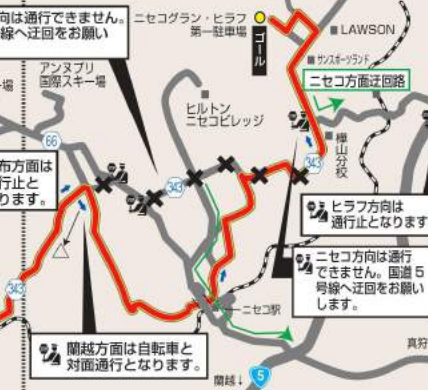 向は通行できません。
線へ迂回をお願い
ニセコグラン・ヒラフ
第一駐車場
ゴール
LAWSON
サンスポーツランド
ニセコ方面迂回路
アンヌプリ
国際スキー場
場
ヒルトン
ニセコビレッジ
66
樺山分校
343
布方面は
行止と
ります。
343
ヒラフ方向は
通行止となります
ニセコ方向は通行
できません。国道5
号線へ迂回をお願い
します。
343
ニセコ駅
蘭越方面は自転車と
対面通行となります。
真狩
蘭越↓
5